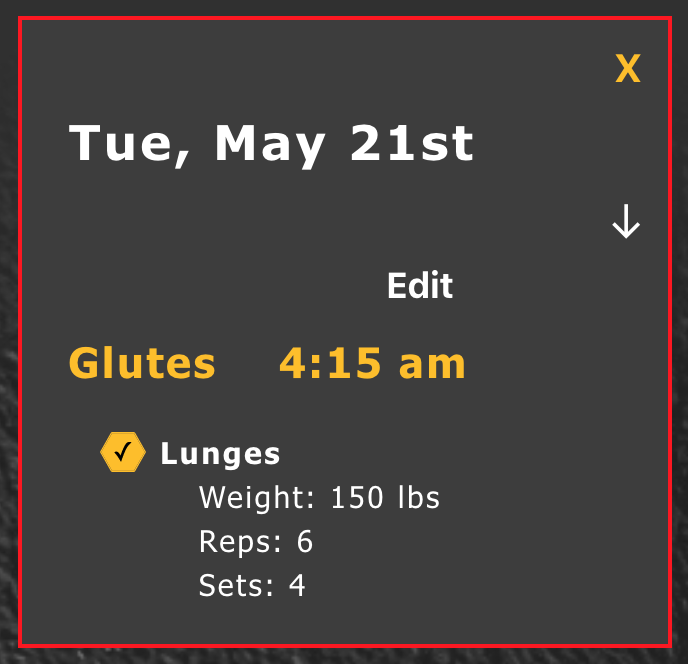 X
Tue, May 21st
↓
Edit
Glutes 4:15 am
✓ Lunges
Weight: 150 lbs
Reps: 6
Sets: 4